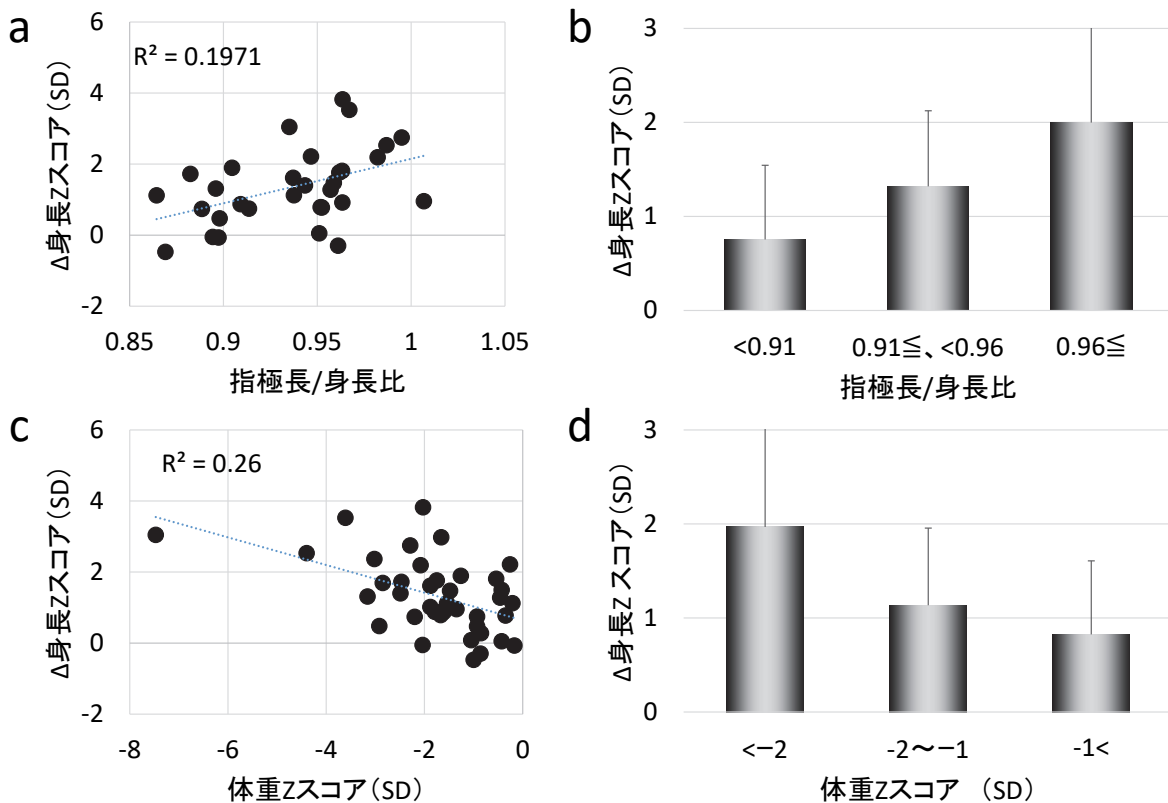 a
R² = 0.1971
Δ身長Zスコア(SD)
6
4
2
0
-2
0.85 0.9 0.95 1 1.05
指極長/身長比
b
Δ身長Zスコア(SD)
3
2
1
0
<0.91 0.91≦、<0.96 0.96≦
指極長/身長比
c
R² = 0.26
Δ身長Zスコア(SD)
6
4
2
0
-2
-8 -6 -4 -2 0
体重Zスコア(SD)
d
Δ身長Z スコア(SD)
3
2
1
0
<−2 -2～−1 -1<
体重Zスコア (SD)